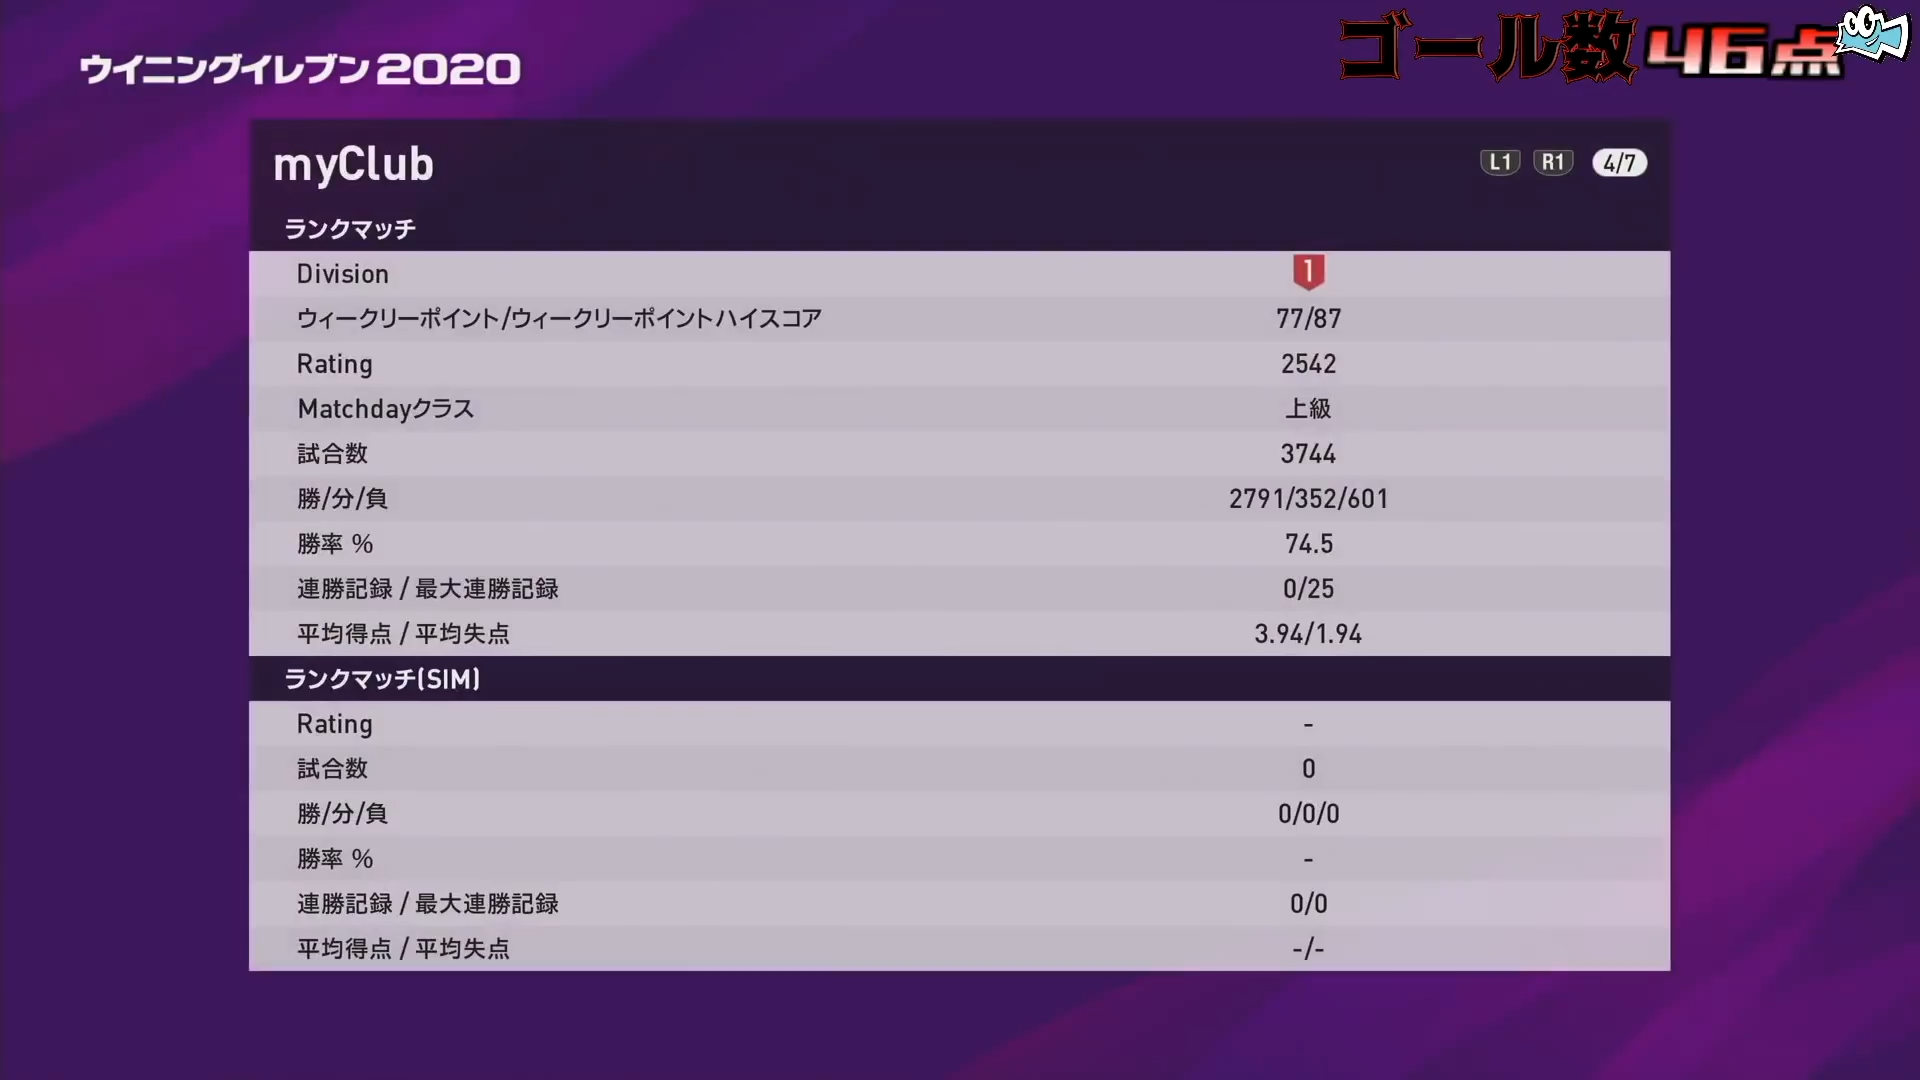 ウイニングイレブン 2020
ゴール数 46点
myClub
L1 R1 4/7
ランクマッチ
Division 1
ウィークリーポイント/ウィークリーポイントハイスコア 77/87
Rating 2542
Matchdayクラス 上級
試合数 3744
勝/分/負 2791/352/601
勝率 % 74.5
連勝記録 / 最大連勝記録 0/25
平均得点 / 平均失点 3.94/1.94
ランクマッチ(SIM)
Rating -
試合数 0
勝/分/負 0/0/0
勝率 % -
連勝記録 / 最大連勝記録 0/0
平均得点 / 平均失点 -/-